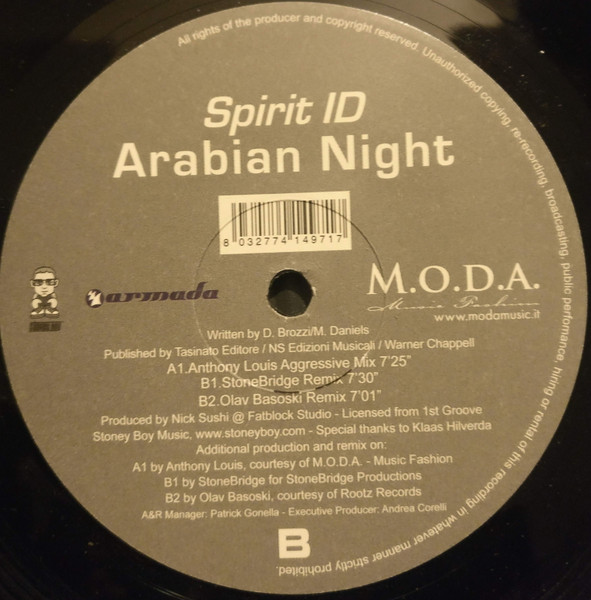 All rights of the producer and copyright reserved. Unauthorized copying, re-recording, broadcasting, public perfomance, hiring or rental of this recording in whatever manner strictly prohibited.
Spirit ID
Arabian Night
8 032774 149717
armada
M.O.D.A.
Music Fashion
www.modamusic.it
Written by D. Brozzi/M. Daniels
Published by Tasinato Editore / NS Edizioni Musicali / Warner Chappell
A1.Anthony Louis Aggressive Mix 7'25"
B1.StoneBridge Remix 7'30"
B2.Olav Basoski Remix 7'01"
Produced by Nick Sushi @ Fatblock Studio - Licensed from 1st Groove
Stoney Boy Music, www.stoneyboy.com - Special thanks to Klaas Hilverda
Additional production and remix on:
A1 by Anthony Louis, courtesy of M.O.D.A. - Music Fashion
B1 by StoneBridge for StoneBridge Productions
B2 by Olav Basoski, courtesy of Rootz Records
A&R Manager: Patrick Gonella - Executive Producer: Andrea Corelli
B